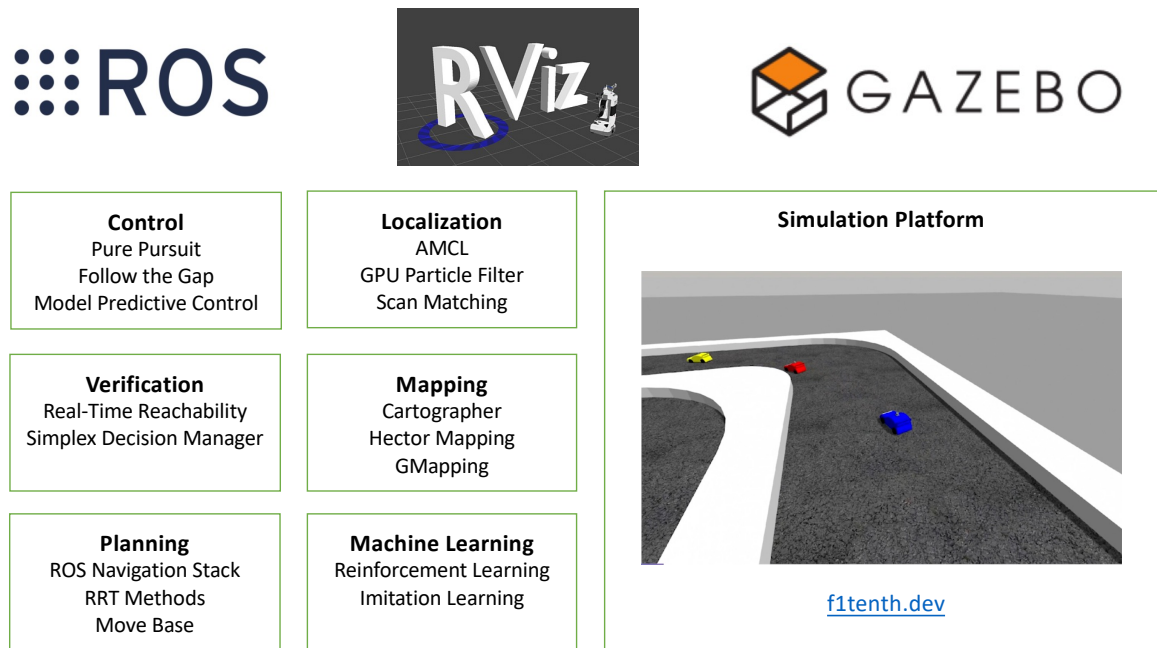 ROS
RViz
GAZEBO
Control
Pure Pursuit
Follow the Gap
Model Predictive Control
Localization
AMCL
GPU Particle Filter
Scan Matching
Simulation Platform
Verification
Real-Time Reachability
Simplex Decision Manager
Mapping
Cartographer
Hector Mapping
GMapping
Planning
ROS Navigation Stack
RRT Methods
Move Base
Machine Learning
Reinforcement Learning
Imitation Learning
f1tenth.dev